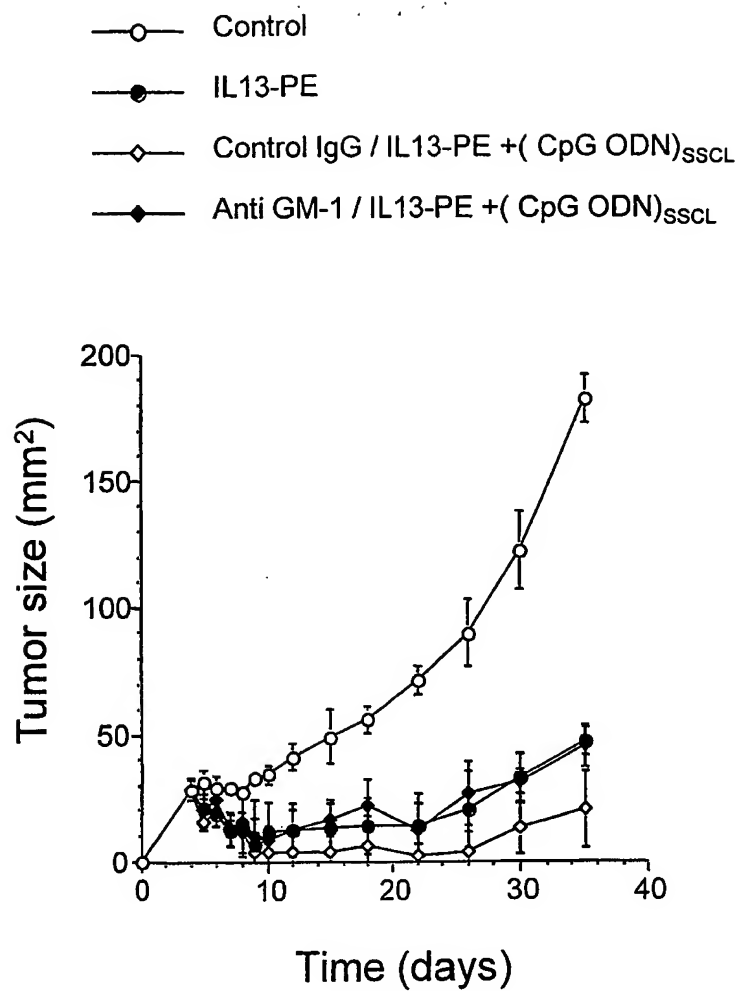 Control
IL13-PE
Control IgG / IL13-PE +( CpG ODN)SSCL
Anti GM-1 / IL13-PE +( CpG ODN)SSCL
200
150
100
50
0
Tumor size (mm²)
0 10 20 30 40
Time (days)